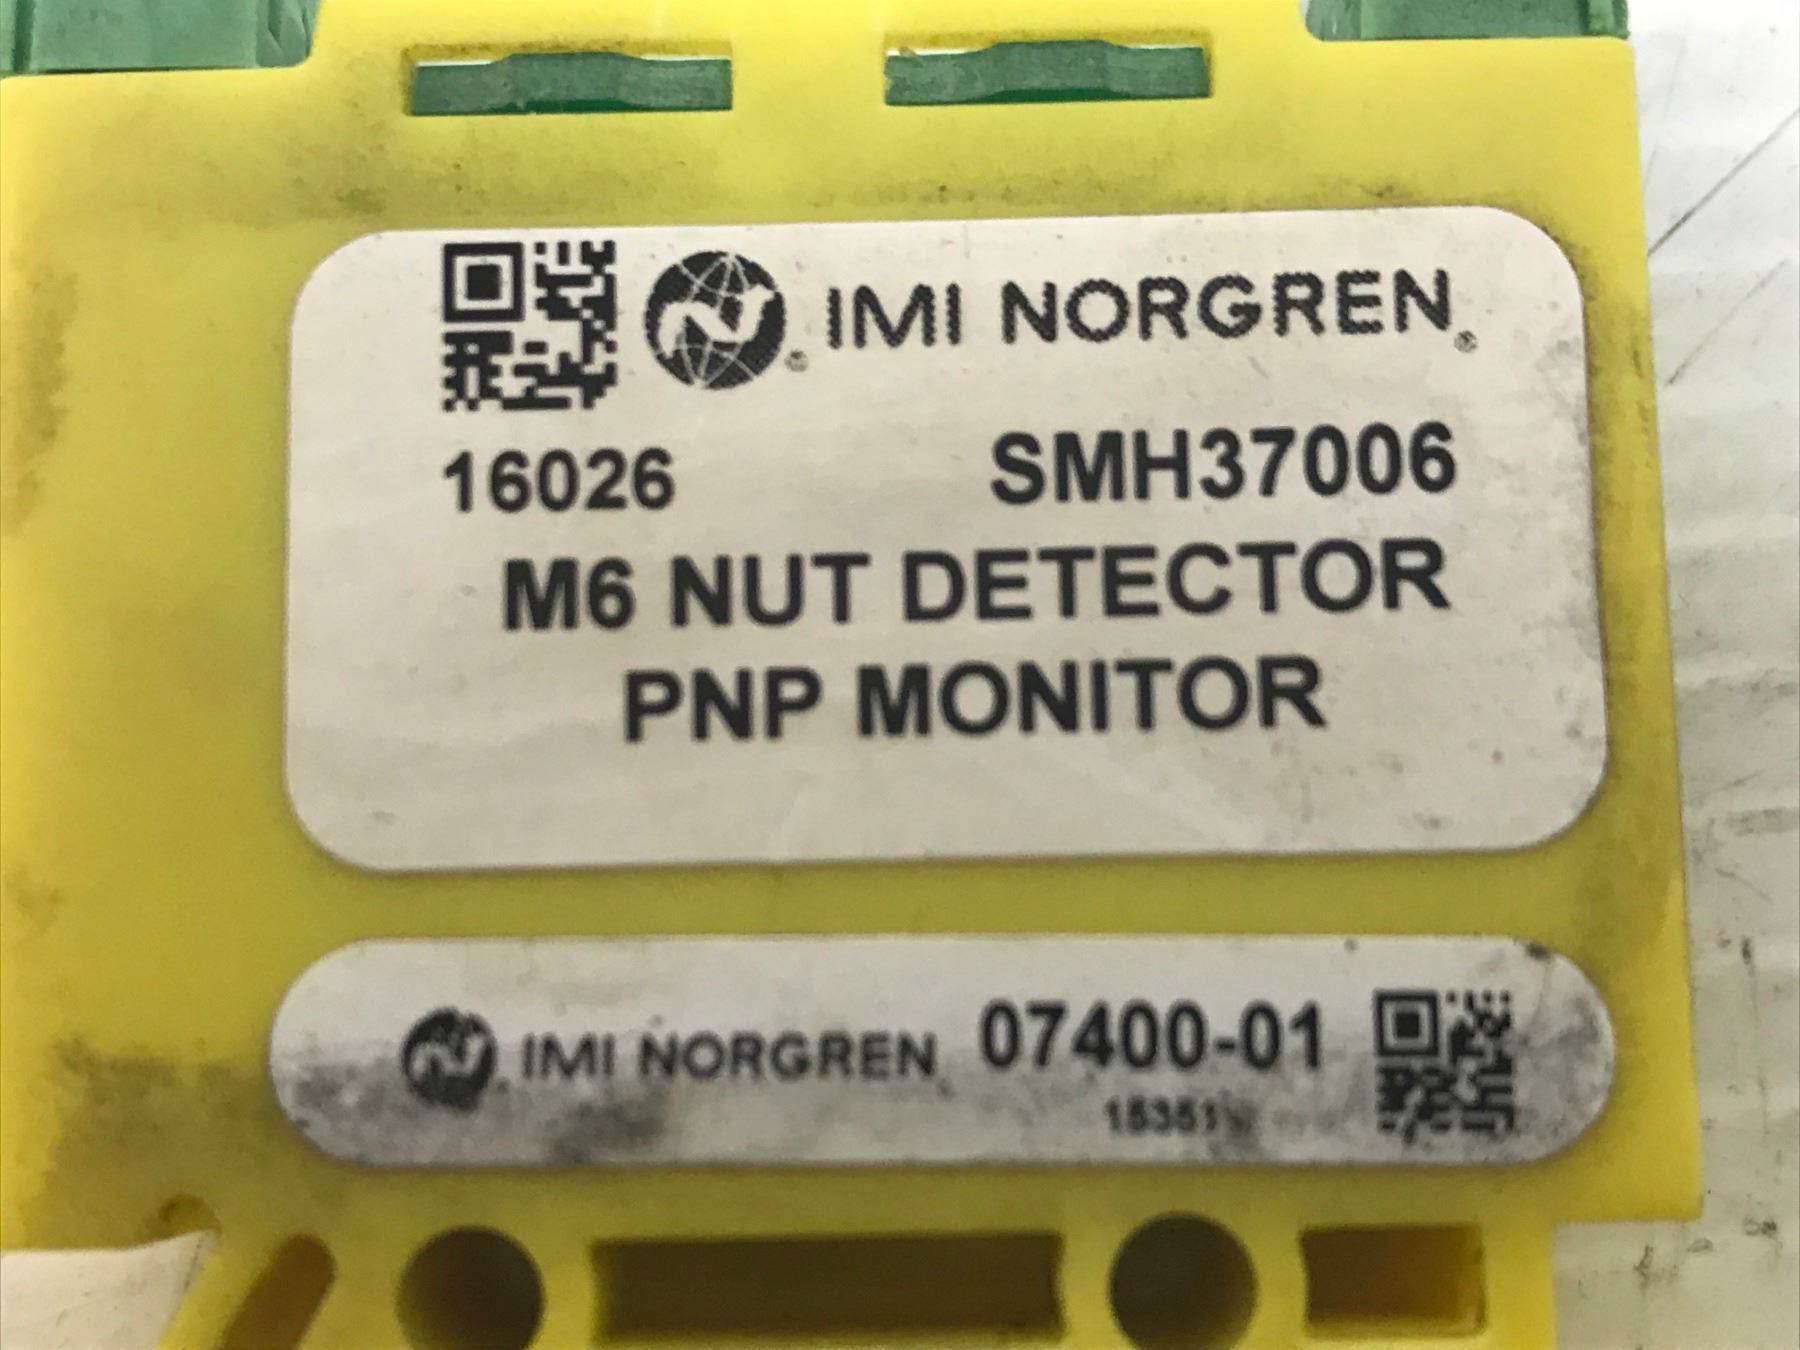 IMI NORGREN®
16026 SMH37006
M6 NUT DETECTOR
PNP MONITOR
IMI NORGREN 07400-01